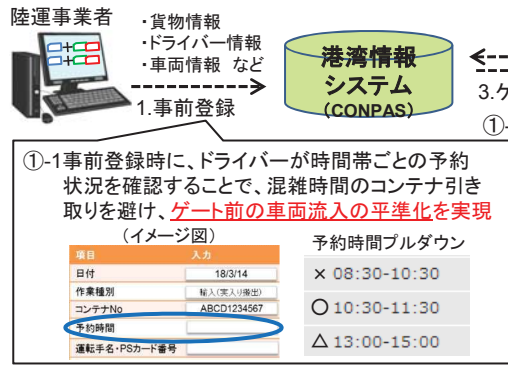 陸運事業者
・貨物情報
・ドライバー情報
・車両情報 など
1.事前登録
港湾情報
システム
(CONPAS)
3.ケ
①-
①-1事前登録時に、ドライバーが時間帯ごとの予約
状況を確認することで、混雑時間のコンテナ引き
取りを避け、ゲート前の車両流入の平準化を実現
(イメージ図)
項目 入力
日付 18/3/14
作業種別 輸入(実入り搬出)
コンテナNo ABCD1234567
予約時間
運転手名・PSカード番号
予約時間プルダウン
× 08:30-10:30
○ 10:30-11:30
△ 13:00-15:00